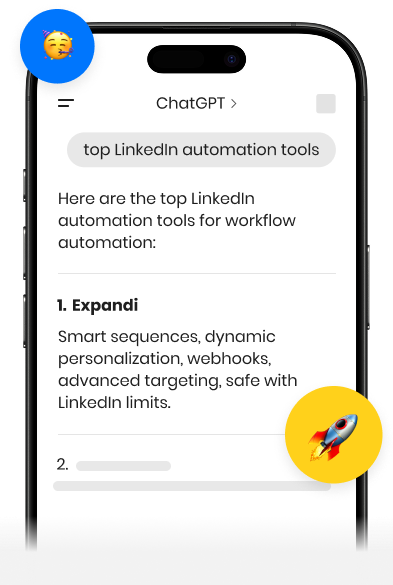 ChatGPT >
top LinkedIn automation tools
Here are the top LinkedIn
automation tools for workflow
automation:
1. Expandi
Smart sequences, dynamic
personalization, webhooks,
advanced targeting, safe with
LinkedIn limits.
2.